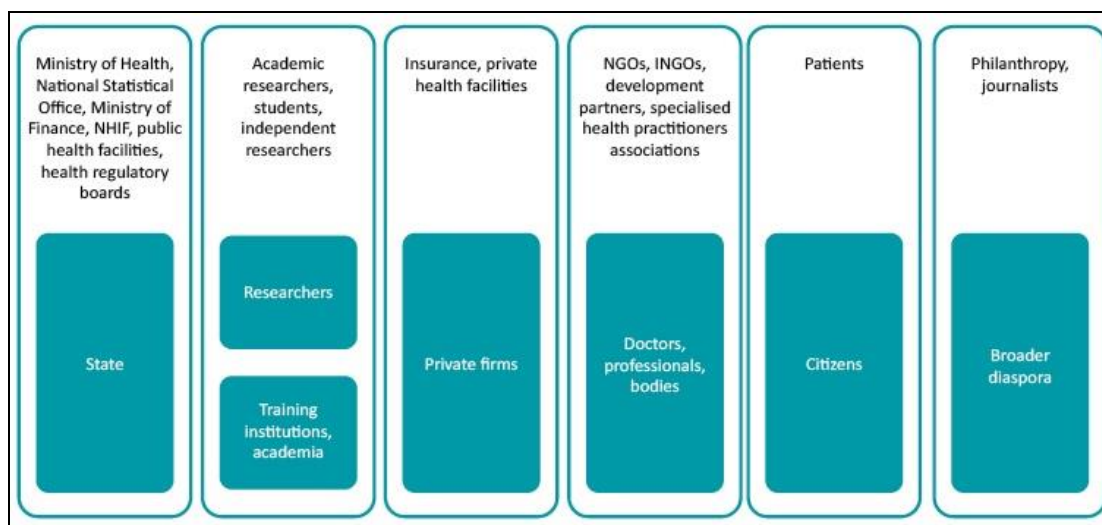 Ministry of Health,
National Statistical
Office, Ministry of
Finance, NHIF, public
health facilities,
health regulatory
boards
State
Academic
researchers,
students,
independent
researchers
Researchers
Training
institutions,
academia
Insurance, private
health facilities
Private firms
NGOs, INGOs,
development
partners, specialised
health practitioners
associations
Doctors,
professionals,
bodies
Patients
Citizens
Philanthropy,
journalists
Broader
diaspora